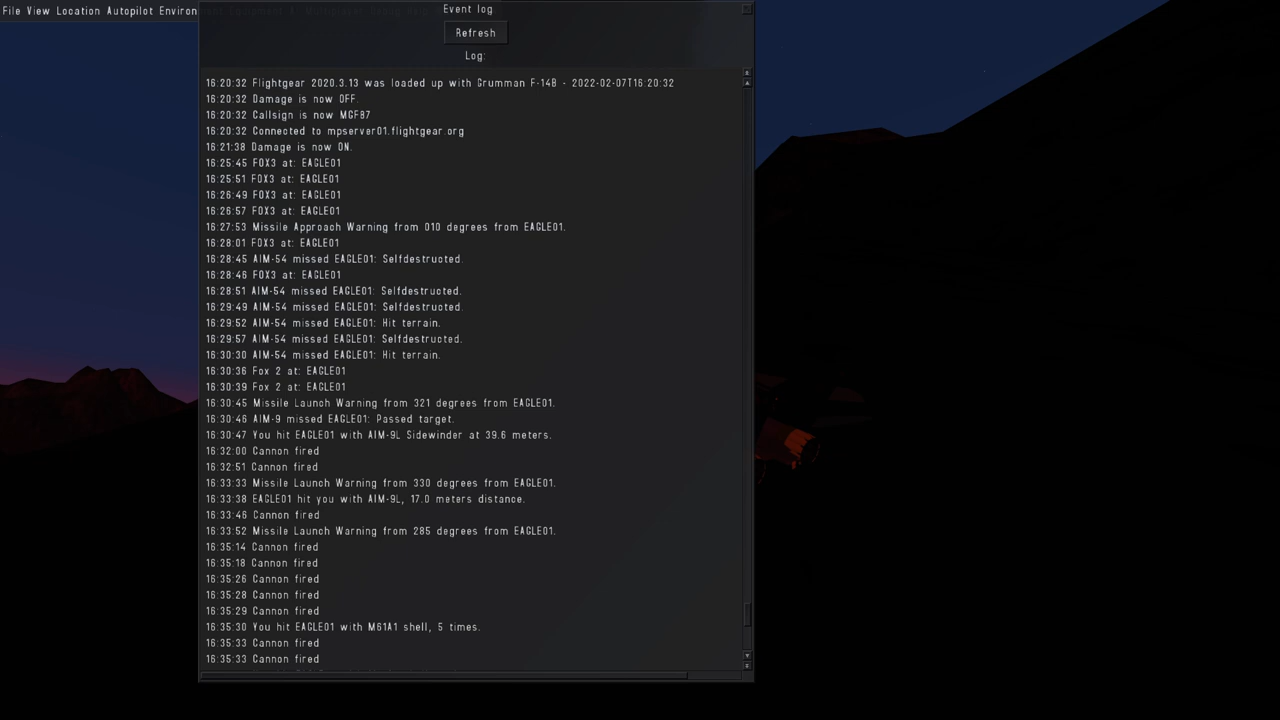 File View Location Autopilot Environ
Event log
Refresh
Log:
16:20:32 Flightgear 2020.3.13 was loaded up with Grumman F-14B - 2022-02-07T16:20:32
16:20:32 Damage is now OFF.
16:20:32 Callsign is now MGF87
16:20:32 Connected to mpserver01.flightgear.org
16:21:38 Damage is now ON.
16:25:45 FOX3 at: EAGLE01
16:25:51 FOX3 at: EAGLE01
16:26:49 FOX3 at: EAGLE01
16:26:57 FOX3 at: EAGLE01
16:27:53 Missile Approach Warning from 010 degrees from EAGLE01.
16:28:01 FOX3 at: EAGLE01
16:28:45 AIM-54 missed EAGLE01: Selfdestructed.
16:28:46 FOX3 at: EAGLE01
16:28:51 AIM-54 missed EAGLE01: Selfdestructed.
16:29:49 AIM-54 missed EAGLE01: Selfdestructed.
16:29:52 AIM-54 missed EAGLE01: Hit terrain.
16:29:57 AIM-54 missed EAGLE01: Selfdestructed.
16:30:30 AIM-54 missed EAGLE01: Hit terrain.
16:30:36 Fox 2 at: EAGLE01
16:30:39 Fox 2 at: EAGLE01
16:30:45 Missile Launch Warning from 321 degrees from EAGLE01.
16:30:46 AIM-9 missed EAGLE01: Passed target.
16:30:47 You hit EAGLE01 with AIM-9L Sidewinder at 39.6 meters.
16:32:00 Cannon fired
16:32:51 Cannon fired
16:33:33 Missile Launch Warning from 330 degrees from EAGLE01.
16:33:38 EAGLE01 hit you with AIM-9L, 17.0 meters distance.
16:33:46 Cannon fired
16:33:52 Missile Launch Warning from 285 degrees from EAGLE01.
16:35:14 Cannon fired
16:35:18 Cannon fired
16:35:26 Cannon fired
16:35:28 Cannon fired
16:35:29 Cannon fired
16:35:30 You hit EAGLE01 with M61A1 shell, 5 times.
16:35:33 Cannon fired
16:35:33 Cannon fired